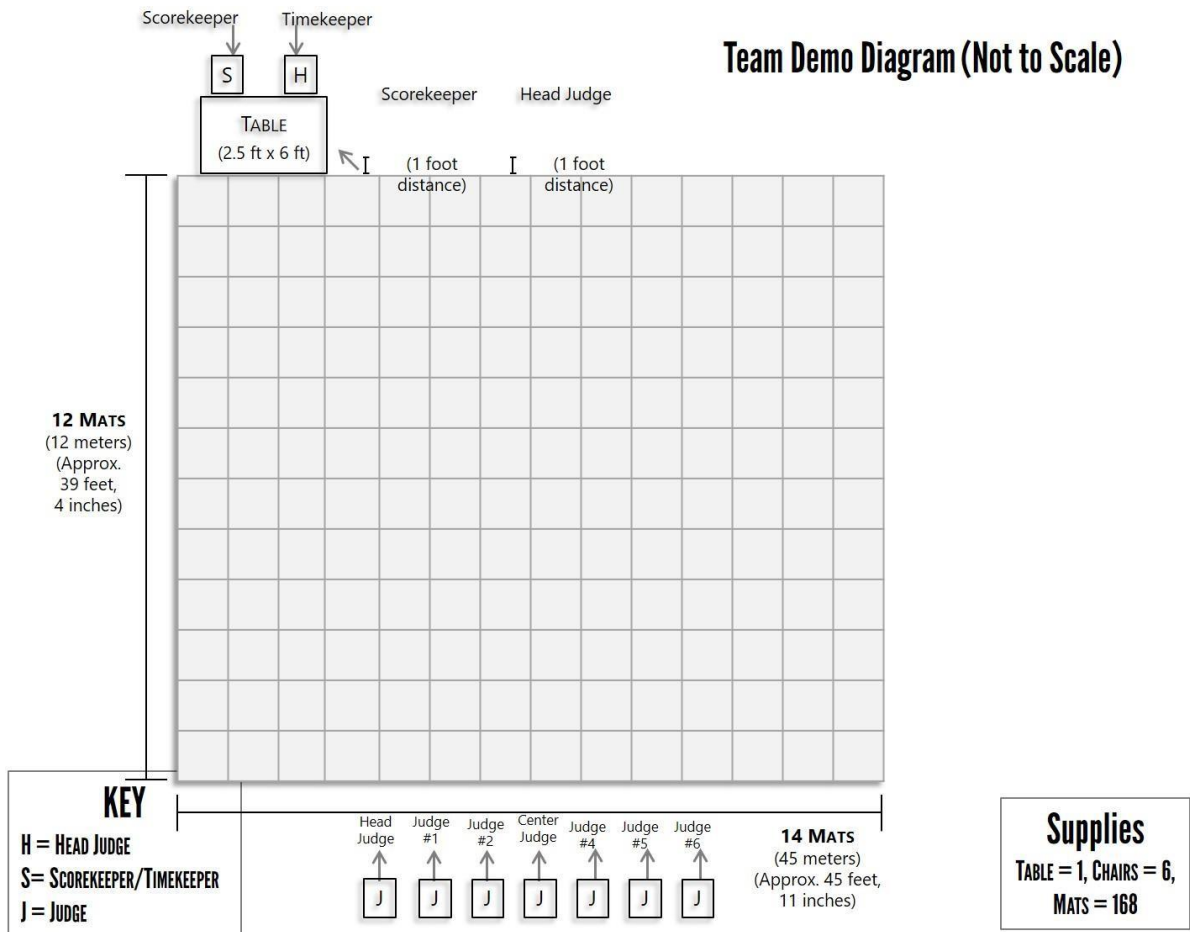 Scorekeeper Timekeeper
Team Demo Diagram (Not to Scale)
S H
Scorekeeper Head Judge
TABLE
(2.5 ft x 6 ft)
(1 foot
distance)
(1 foot
distance)
12 MATS
(12 meters)
(Approx.
39 feet,
4 inches)
KEY
H = HEAD JUDGE
S= SCOREKEEPER/TIMEKEEPER
J = JUDGE
Head
Judge
Judge
#1
Judge
#2
Center
Judge
Judge
#4
Judge
#5
Judge
#6
J J J J J J J
14 MATS
(45 meters)
(Approx. 45 feet,
11 inches)
Supplies
TABLE = 1, CHAIRS = 6,
MATS = 168